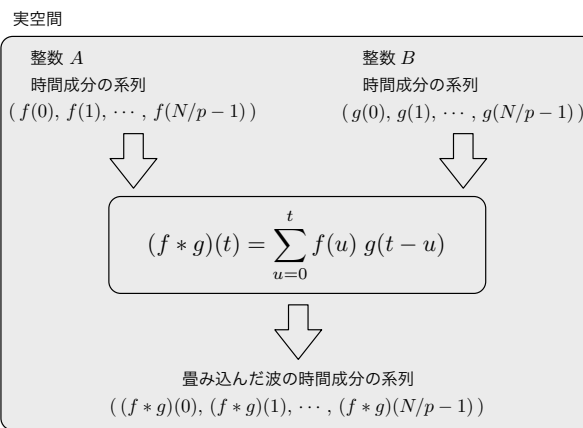 実空間
整数 A
時間成分の系列
( f(0), f(1), ⋯ , f(N/p − 1) )
整数 B
時間成分の系列
( g(0), g(1), ⋯ , g(N/p − 1) )
(f ∗ g)(t) = ∑_{u=0}^{t} f(u) g(t − u)
畳み込んだ波の時間成分の系列
( (f ∗ g)(0), (f ∗ g)(1), ⋯ , (f ∗ g)(N/p − 1) )